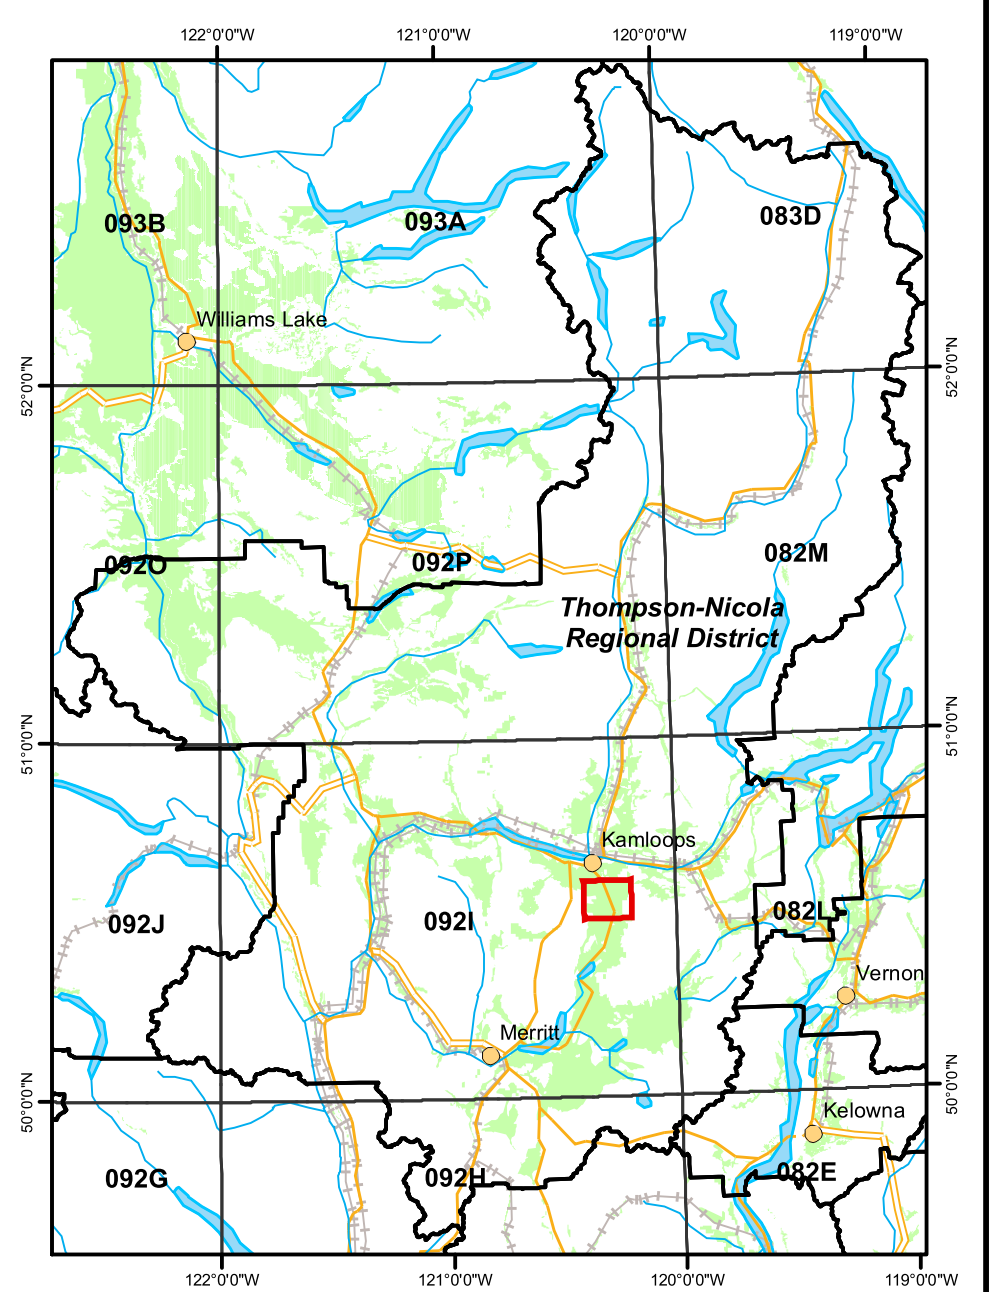 122°0'0"W
121°0'0"W
120°0'0"W
119°0'0"W
093B
093A
083D
Williams Lake
52°0'0"N
52°0'0"N
092O
092P
082M
Thompson-Nicola
Regional District
51°0'0"N
51°0'0"N
Kamloops
092J
092I
082L
Vernon
Merritt
50°0'0"N
50°0'0"N
Kelowna
092G
092H
082E
122°0'0"W
121°0'0"W
120°0'0"W
119°0'0"W